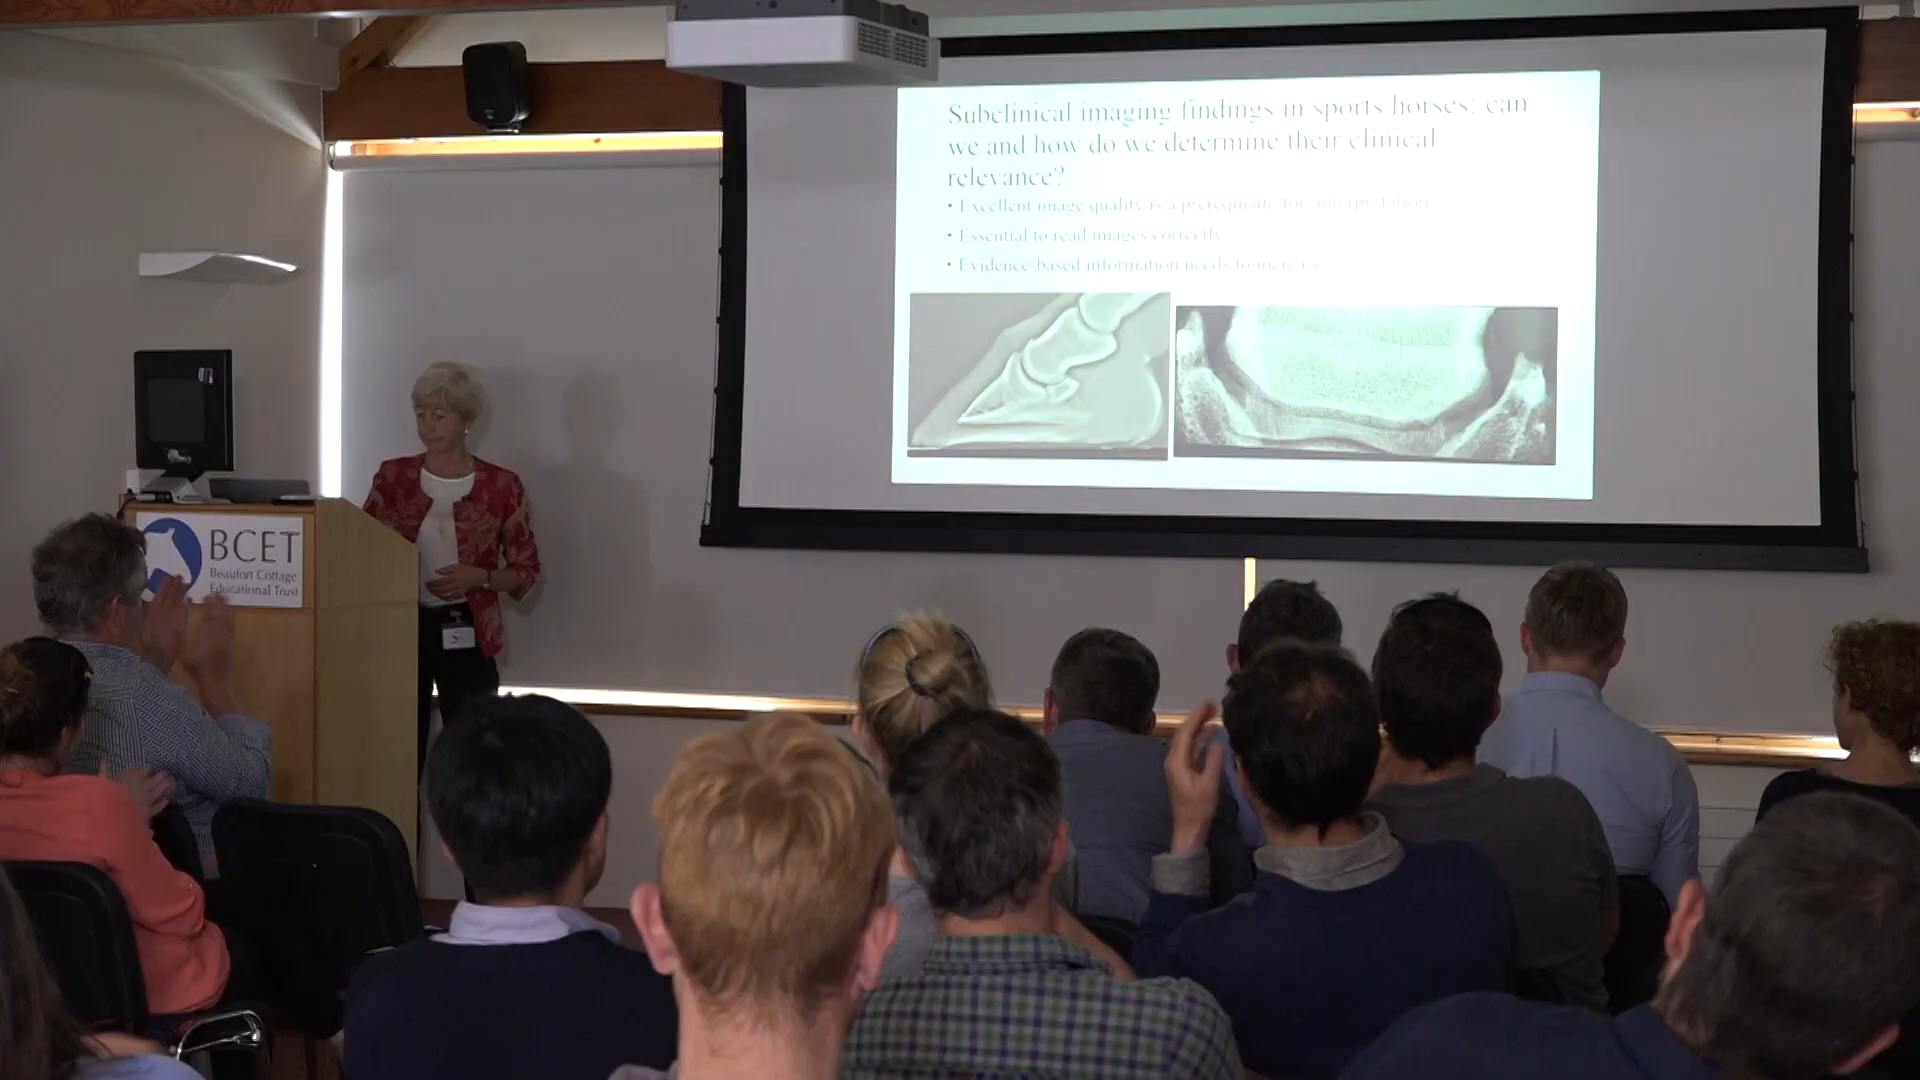 Subclinical imaging findings in sports horses: can
we and how do we determine their clinical
relevance?
• Excellent image quality is a prerequisite for interpretation
• Essential to read images correctly
• Evidence-based information needs to increase
BCET
Beaufort Cottage
Educational Trust